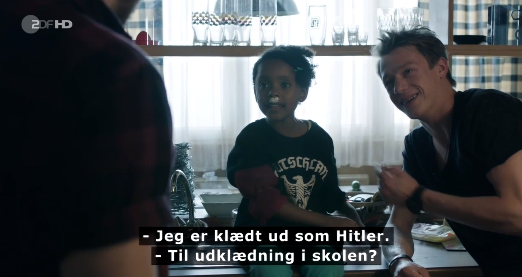 ZDF HD
- Jeg er klædt ud som Hitler.
- Til udklædning i skolen?